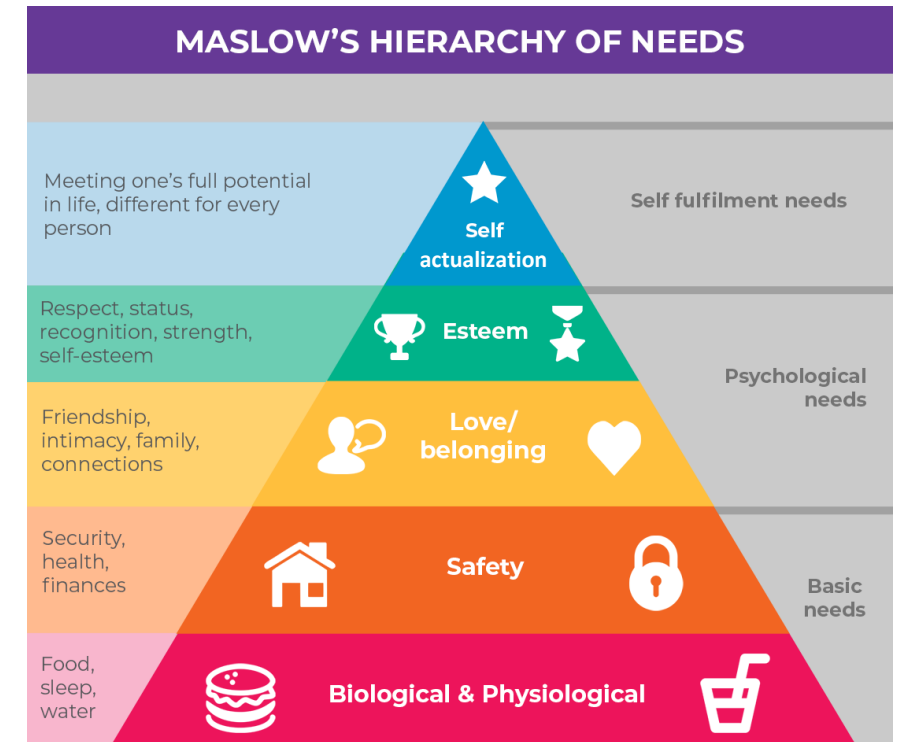 MASLOW'S HIERARCHY OF NEEDS
Meeting one's full potential
in life, different for every
person
Self
actualization
Self fulfilment needs
Respect, status,
recognition, strength,
self-esteem
Esteem
Psychological
needs
Friendship,
intimacy, family,
connections
Love/
belonging
Security,
health,
finances
Safety
Basic
needs
Food,
sleep,
water
Biological & Physiological